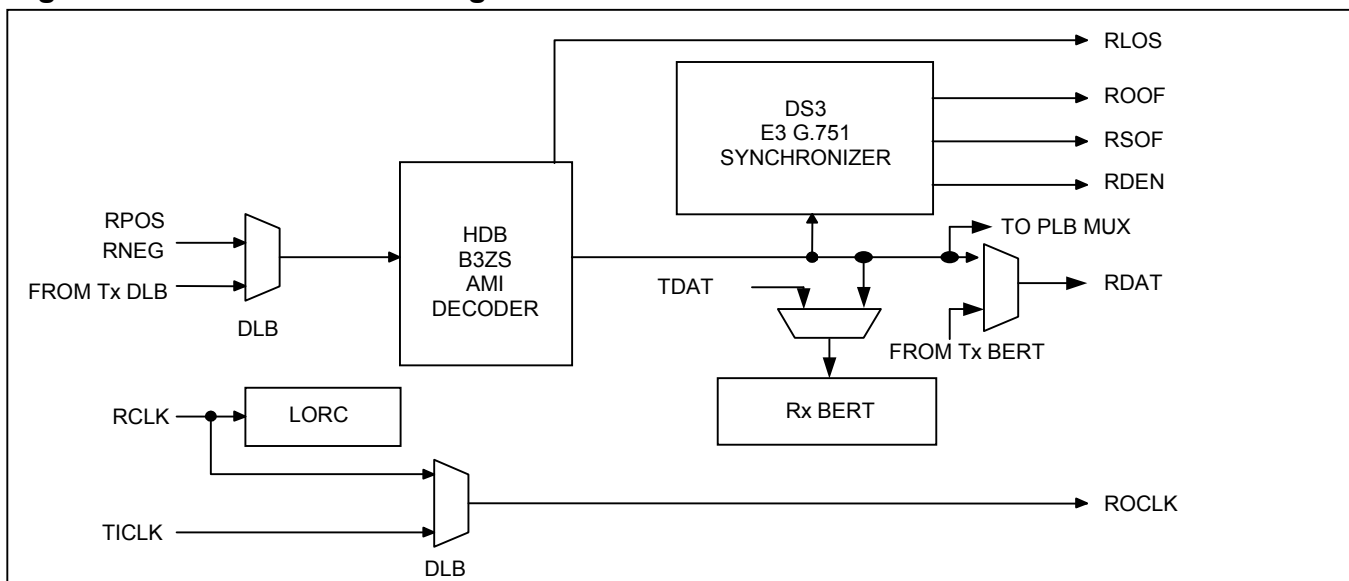 RLOS
DS3
E3 G.751
SYNCHRONIZER
ROOF
RSOF
RDEN
RPOS
RNEG
FROM Tx DLB
DLB
HDB
B3ZS
AMI
DECODER
TO PLB MUX
TDAT
RDAT
FROM Tx BERT
Rx BERT
RCLK
LORC
TICLK
DLB
ROCLK